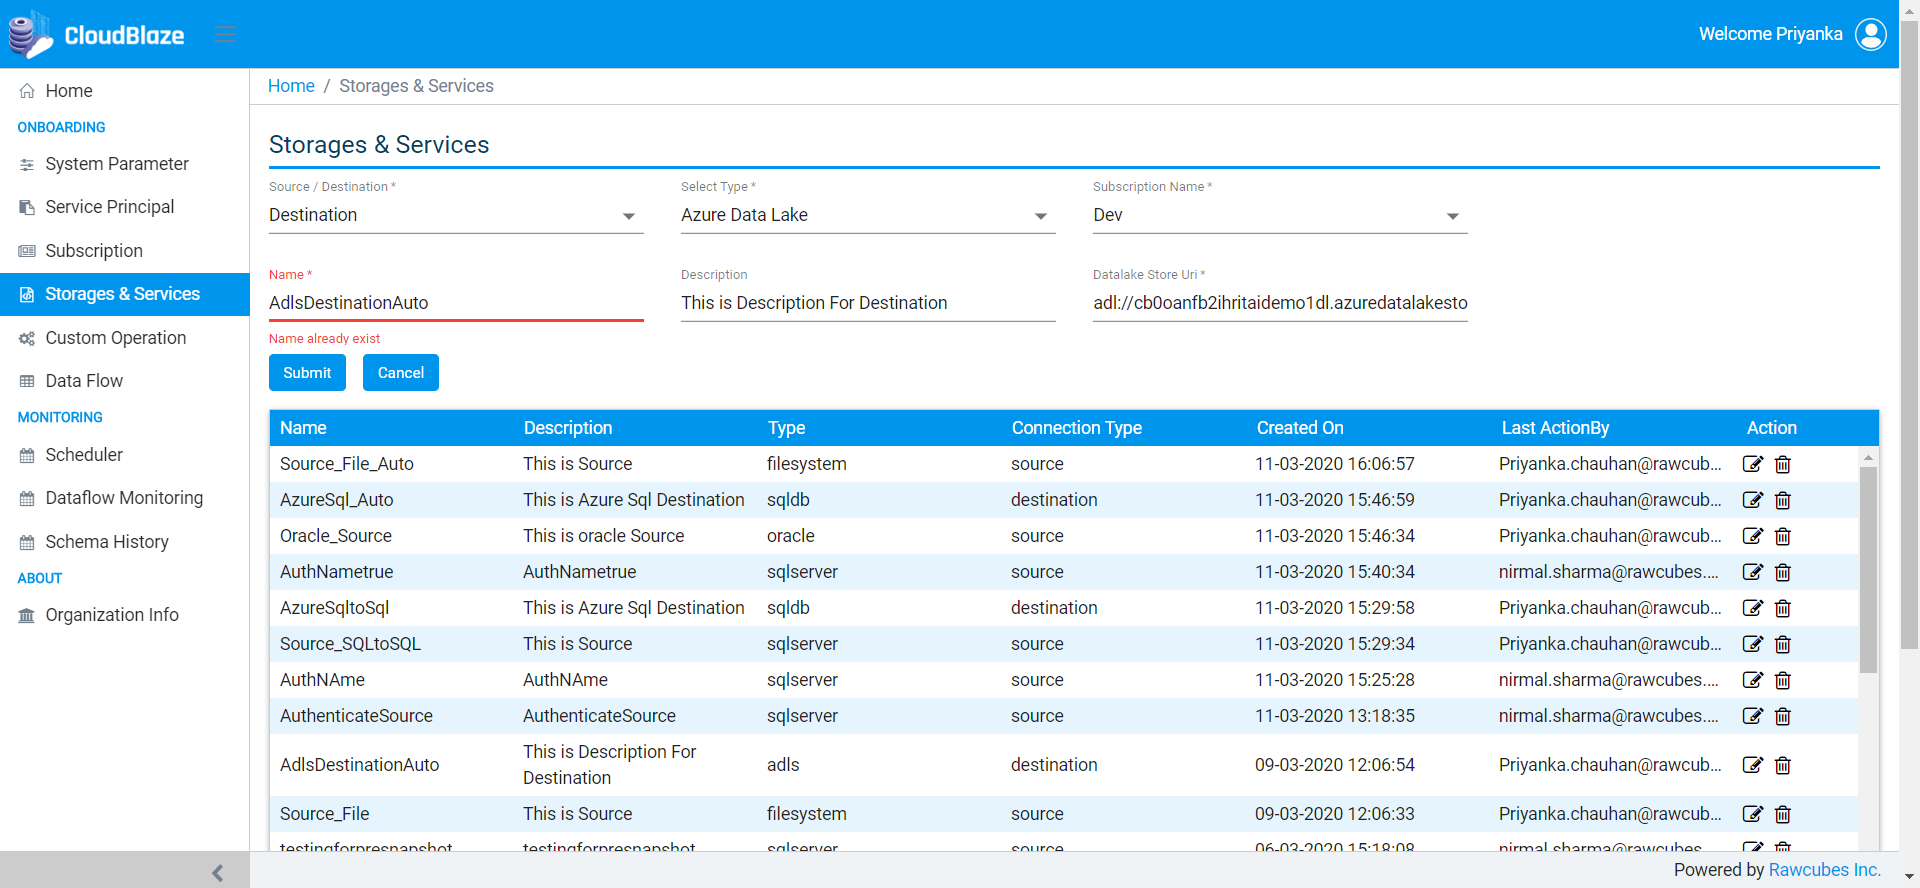 CloudBlaze
Welcome Priyanka
Home
ONBOARDING
System Parameter
Service Principal
Subscription
Storages & Services
Custom Operation
Data Flow
MONITORING
Scheduler
Dataflow Monitoring
Schema History
ABOUT
Organization Info
Home / Storages & Services
Storages & Services
Source / Destination * Select Type * Subscription Name *
Destination Azure Data Lake Dev
Name * Description Datalake Store Uri *
AdlsDestinationAuto This is Description For Destination adl://cb0oanfb2ihritaidemo1dl.azuredatalakesto
Name already exist
Submit Cancel
Name Description Type Connection Type Created On Last ActionBy Action
Source_File_Auto This is Source filesystem source 11-03-2020 16:06:57 Priyanka.chauhan@rawcub...
AzureSql_Auto This is Azure Sql Destination sqldb destination 11-03-2020 15:46:59 Priyanka.chauhan@rawcub...
Oracle_Source This is oracle Source oracle source 11-03-2020 15:46:34 Priyanka.chauhan@rawcub...
AuthNametrue AuthNametrue sqlserver source 11-03-2020 15:40:34 nirmal.sharma@rawcubes....
AzureSqltoSql This is Azure Sql Destination sqldb destination 11-03-2020 15:29:58 Priyanka.chauhan@rawcub...
Source_SQLtoSQL This is Source sqlserver source 11-03-2020 15:29:34 Priyanka.chauhan@rawcub...
AuthNAme AuthNAme sqlserver source 11-03-2020 15:25:28 nirmal.sharma@rawcubes....
AuthenticateSource AuthenticateSource sqlserver source 11-03-2020 13:18:35 nirmal.sharma@rawcubes....
AdlsDestinationAuto This is Description For Destination adls destination 09-03-2020 12:06:54 Priyanka.chauhan@rawcub...
Source_File This is Source filesystem source 09-03-2020 12:06:33 Priyanka.chauhan@rawcub...
testingforpresnapshot testingforpresnapshot sqlserver source 06-03-2020 15:18:08 nirmal.sharma@rawcubes....
Powered by Rawcubes Inc.